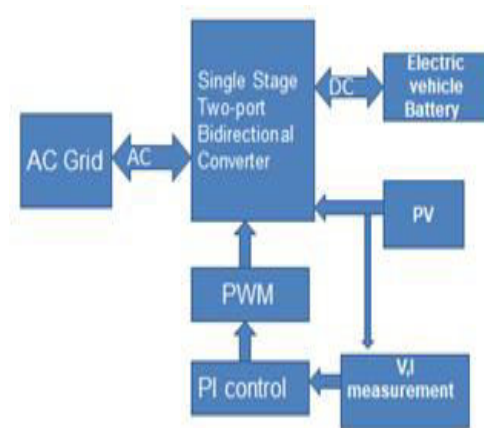 Single Stage
Two-port
Bidirectional
Converter
DC
Electric
vehicle
Battery
AC Grid
AC
PV
PWM
PI control
V,I
measurement